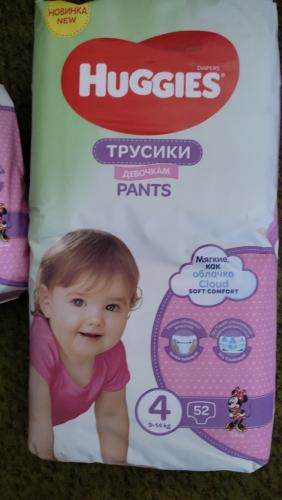 НОВИНКА
NEW
DIAPERS
HUGGIES
ТРУСИКИ
ДЕВОЧКАМ
PANTS
Мягкие,
как
облачко
Cloud
SOFT COMFORT
4
9-14 kg
52